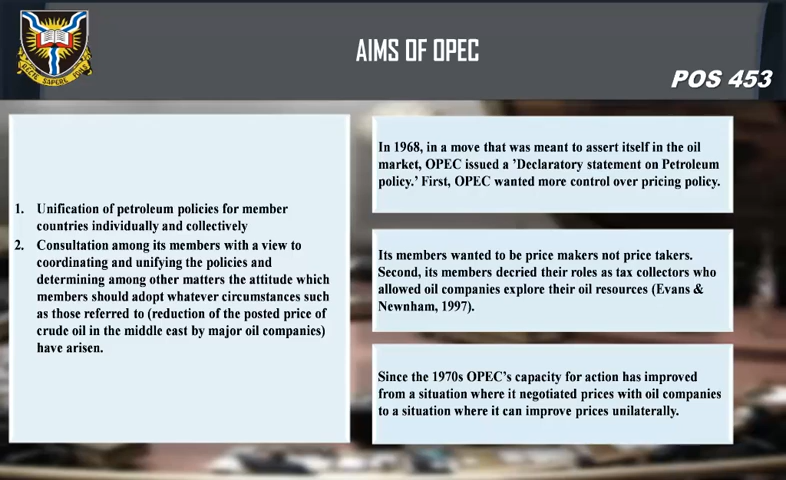 AIMS OF OPEC
POS 453
RECTE SAPERE FONS
1. Unification of petroleum policies for member
countries individually and collectively
2. Consultation among its members with a view to
coordinating and unifying the policies and
determining among other matters the attitude which
members should adopt whatever circumstances such
as those referred to (reduction of the posted price of
crude oil in the middle east by major oil companies)
have arisen.
In 1968, in a move that was meant to assert itself in the oil
market, OPEC issued a ’Declaratory statement on Petroleum
policy.’ First, OPEC wanted more control over pricing policy.
Its members wanted to be price makers not price takers.
Second, its members decried their roles as tax collectors who
allowed oil companies explore their oil resources (Evans &
Newnham, 1997).
Since the 1970s OPEC’s capacity for action has improved
from a situation where it negotiated prices with oil companies
to a situation where it can improve prices unilaterally.